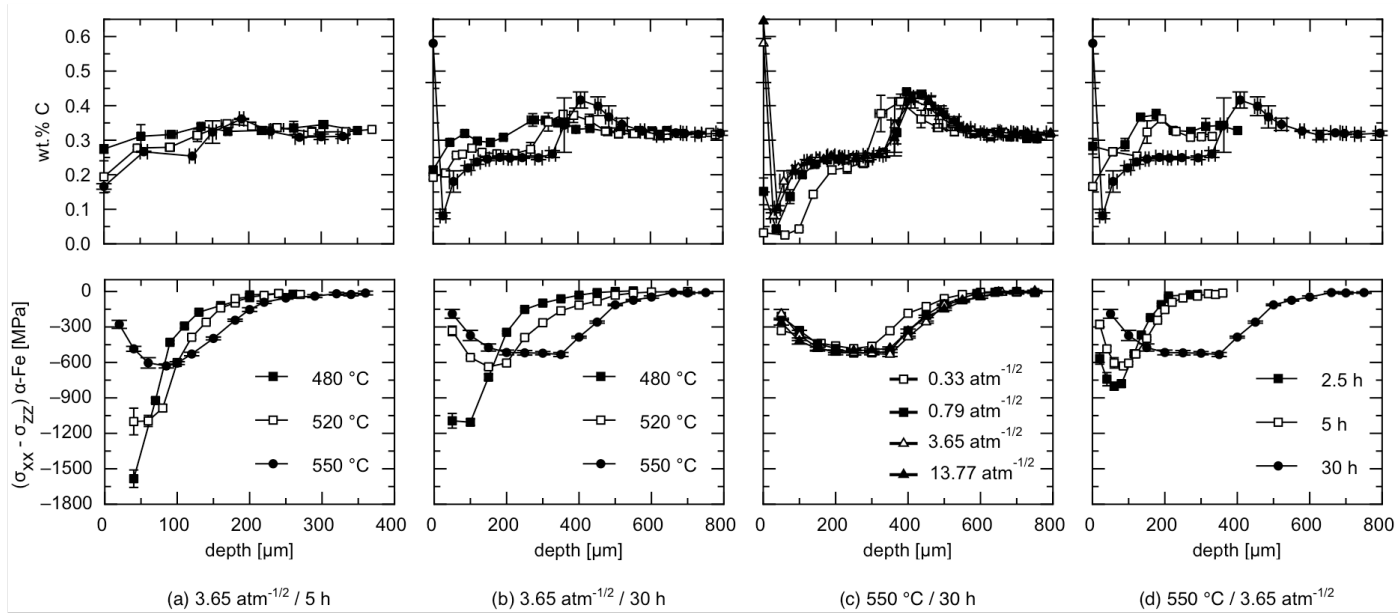 0.6
0.5
0.4
0.3
0.2
0.1
0.0
wt.% C
0
−300
−600
−900
−1200
−1500
−1800
(σxx - σzz) α-Fe [MPa]
480 °C
520 °C
550 °C
480 °C
520 °C
550 °C
0.33 atm-1/2
0.79 atm-1/2
3.65 atm-1/2
13.77 atm-1/2
2.5 h
5 h
30 h
0 100 200 300 400
0 200 400 600 800
0 200 400 600 800
0 200 400 600 800
depth [µm] depth [µm] depth [µm] depth [µm]
(a) 3.65 atm-1/2 / 5 h (b) 3.65 atm-1/2 / 30 h (c) 550 °C / 30 h (d) 550 °C / 3.65 atm-1/2